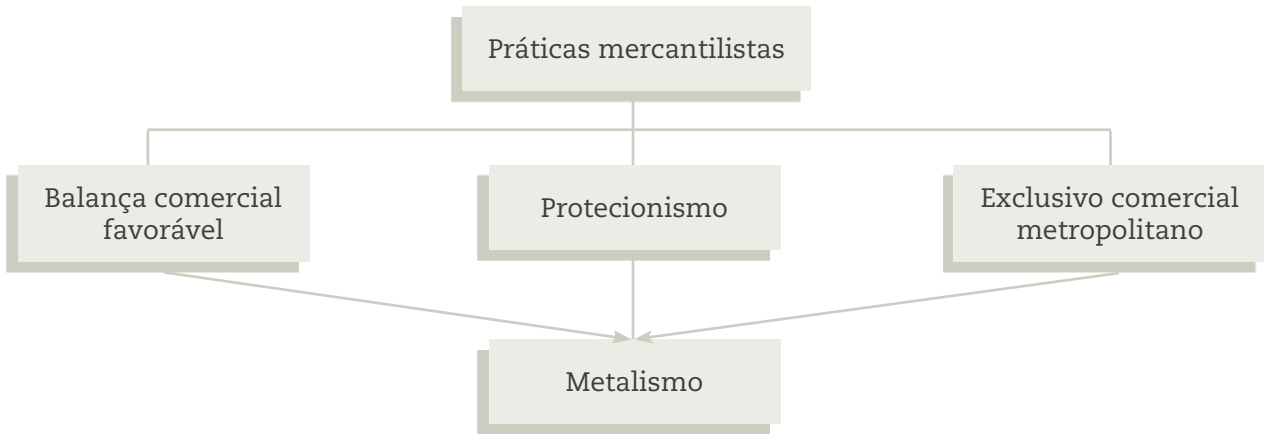 Práticas mercantilistas
Balança comercial
favorável
Protecionismo
Exclusivo comercial
metropolitano
Metalismo